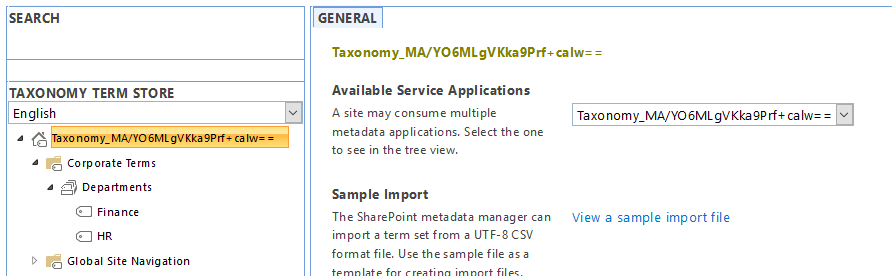 SEARCH
TAXONOMY TERM STORE
English
Taxonomy_MA/YO6MLgVKka9Prf+calw==
Corporate Terms
Departments
Finance
HR
Global Site Navigation
GENERAL
Taxonomy_MA/YO6MLgVKka9Prf+calw==
Available Service Applications
A site may consume multiple
metadata applications. Select the one
to see in the tree view.
Taxonomy_MA/YO6MLgVKka9Prf+calw==
Sample Import
The SharePoint metadata manager can
import a term set from a UTF-8 CSV
format file. Use the sample file as a
template for creating import files.
View a sample import file